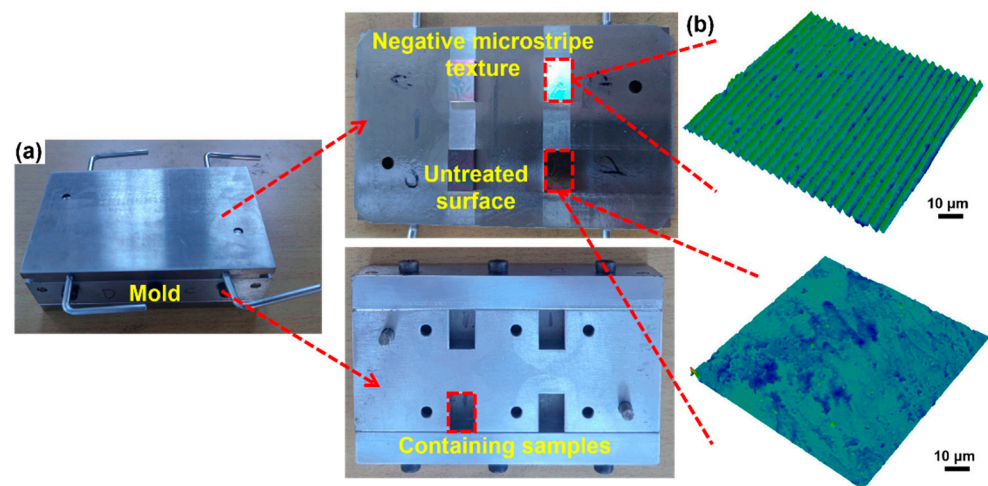 (a)
Mold
Negative microstripe
texture
Untreated
surface
Containing samples
(b)
10 µm
10 µm